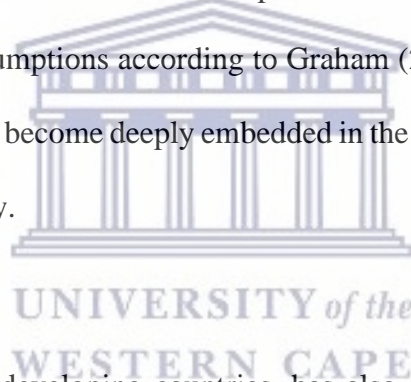 umptions according to Graham (
become deeply embedded in the
y.
UNIVERSITY of the
developing countries, has also
WESTERN CAPE